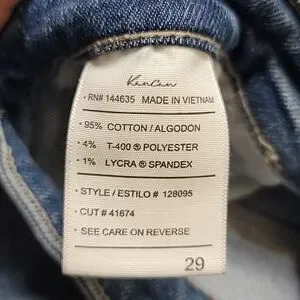 KanCan
· RN# 144635 MADE IN VIETNAM
· 95% COTTON / ALGODON
· 4% T-400 ® POLYESTER
· 1% LYCRA ® SPANDEX
· STYLE / ESTILO # 128095
· CUT # 41674
· SEE CARE ON REVERSE
29